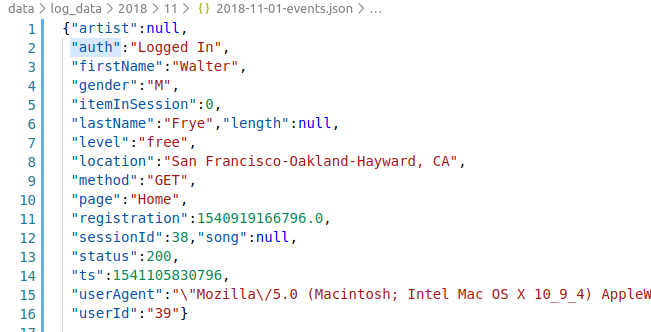 data > log_data > 2018 > 11 > {} 2018-11-01-events.json > ...
1 {"artist":null,
2 "auth":"Logged In",
3 "firstName":"Walter",
4 "gender":"M",
5 "itemInSession":0,
6 "lastName":"Frye","length":null,
7 "level":"free",
8 "location":"San Francisco-Oakland-Hayward, CA",
9 "method":"GET",
10 "page":"Home",
11 "registration":1540919166796.0,
12 "sessionId":38,"song":null,
13 "status":200,
14 "ts":1541105830796,
15 "userAgent":"\"Mozilla\/5.0 (Macintosh; Intel Mac OS X 10_9_4) AppleW
16 "userId":"39"}
17